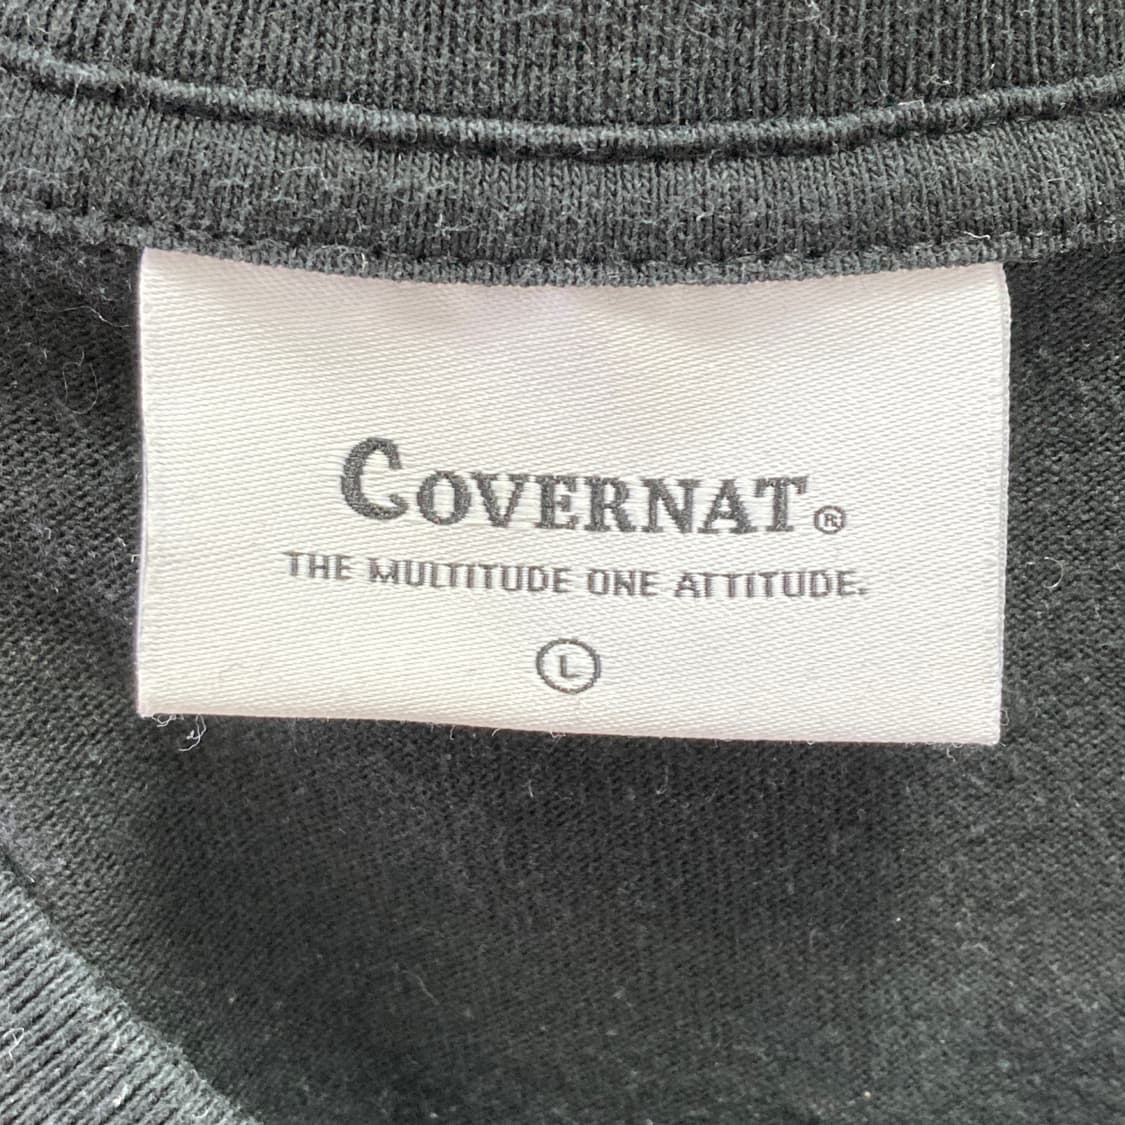 COVERNAT®
THE MULTITUDE ONE ATTITUDE.
L